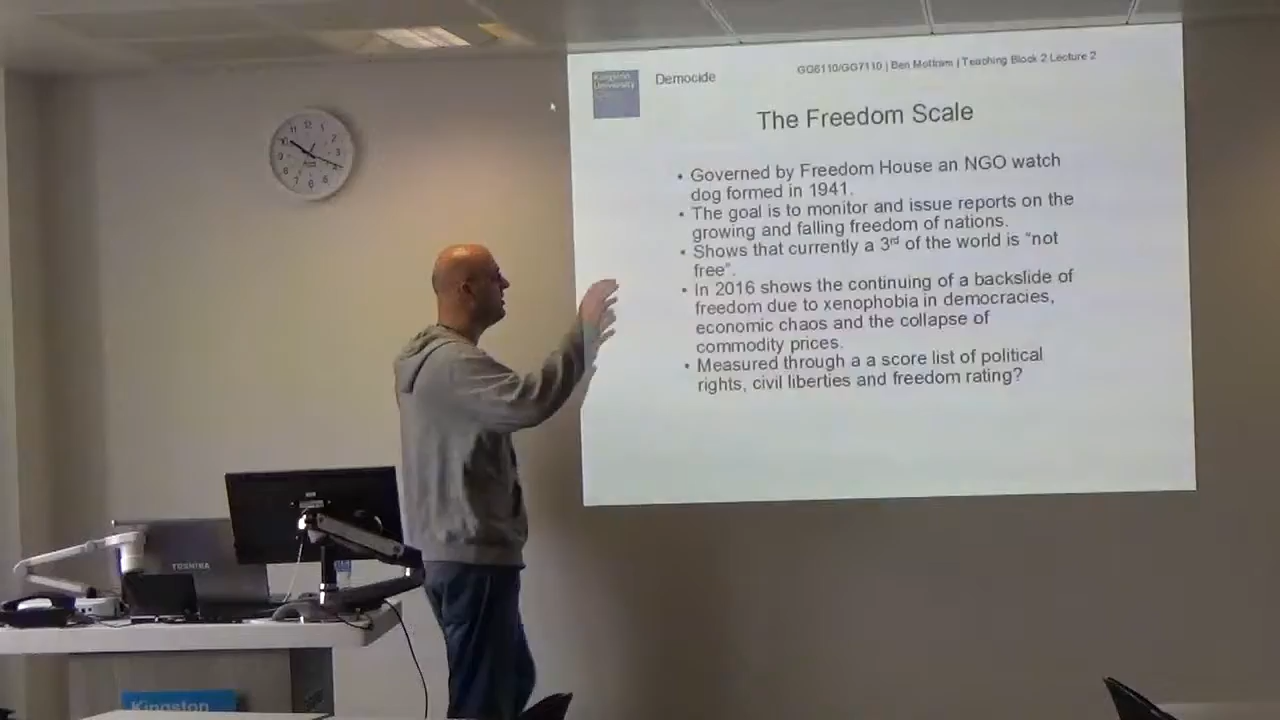 Kingston
University
Democide
GG6110/GG7110 | Ben Mottram | Teaching Block 2 Lecture 2
The Freedom Scale
• Governed by Freedom House an NGO watch
dog formed in 1941.
• The goal is to monitor and issue reports on the
growing and falling freedom of nations.
• Shows that currently a 3rd of the world is “not
free”.
• In 2016 shows the continuing of a backslide of
freedom due to xenophobia in democracies,
economic chaos and the collapse of
commodity prices.
• Measured through a a score list of political
rights, civil liberties and freedom rating?
TOSHIBA
Kingston